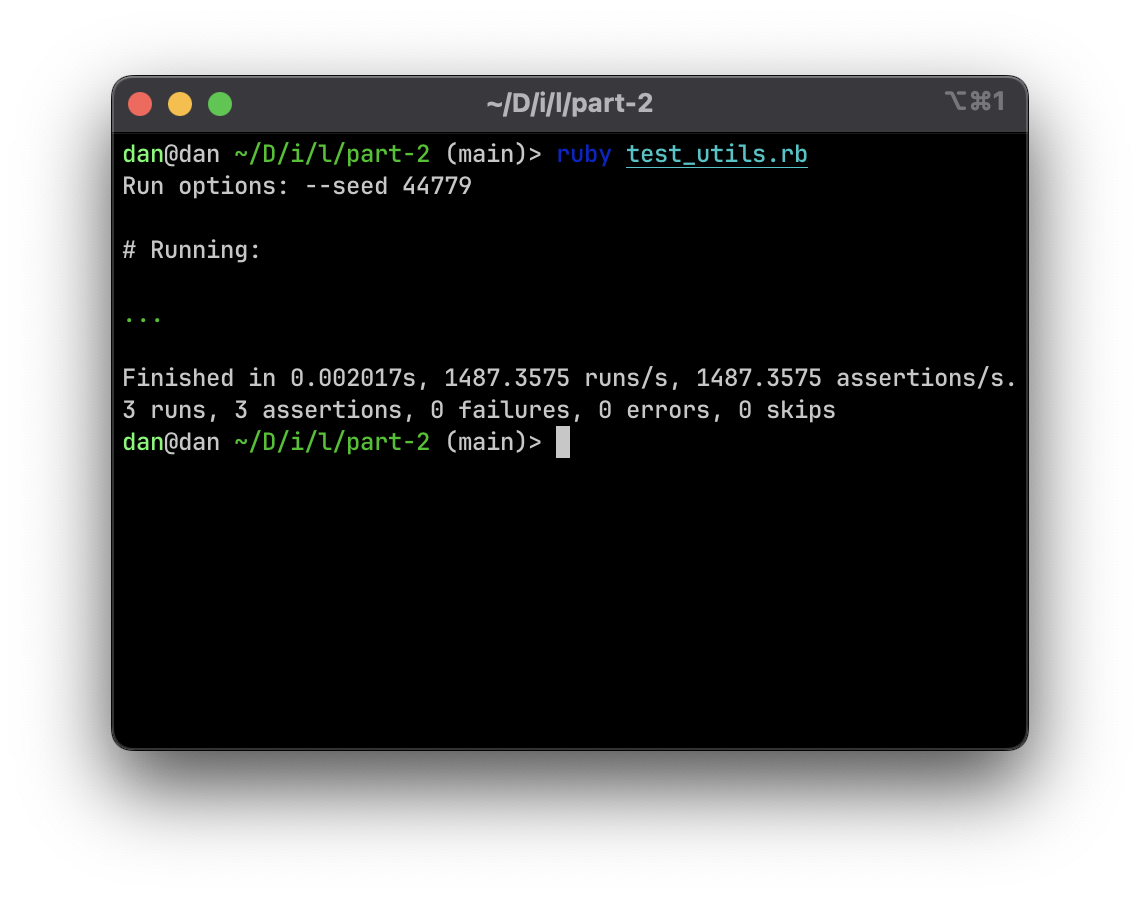 ~/D/i/l/part-2
⌥⌘1
dan@dan ~/D/i/l/part-2 (main)> ruby test_utils.rb
Run options: --seed 44779
# Running:
...
Finished in 0.002017s, 1487.3575 runs/s, 1487.3575 assertions/s.
3 runs, 3 assertions, 0 failures, 0 errors, 0 skips
dan@dan ~/D/i/l/part-2 (main)>